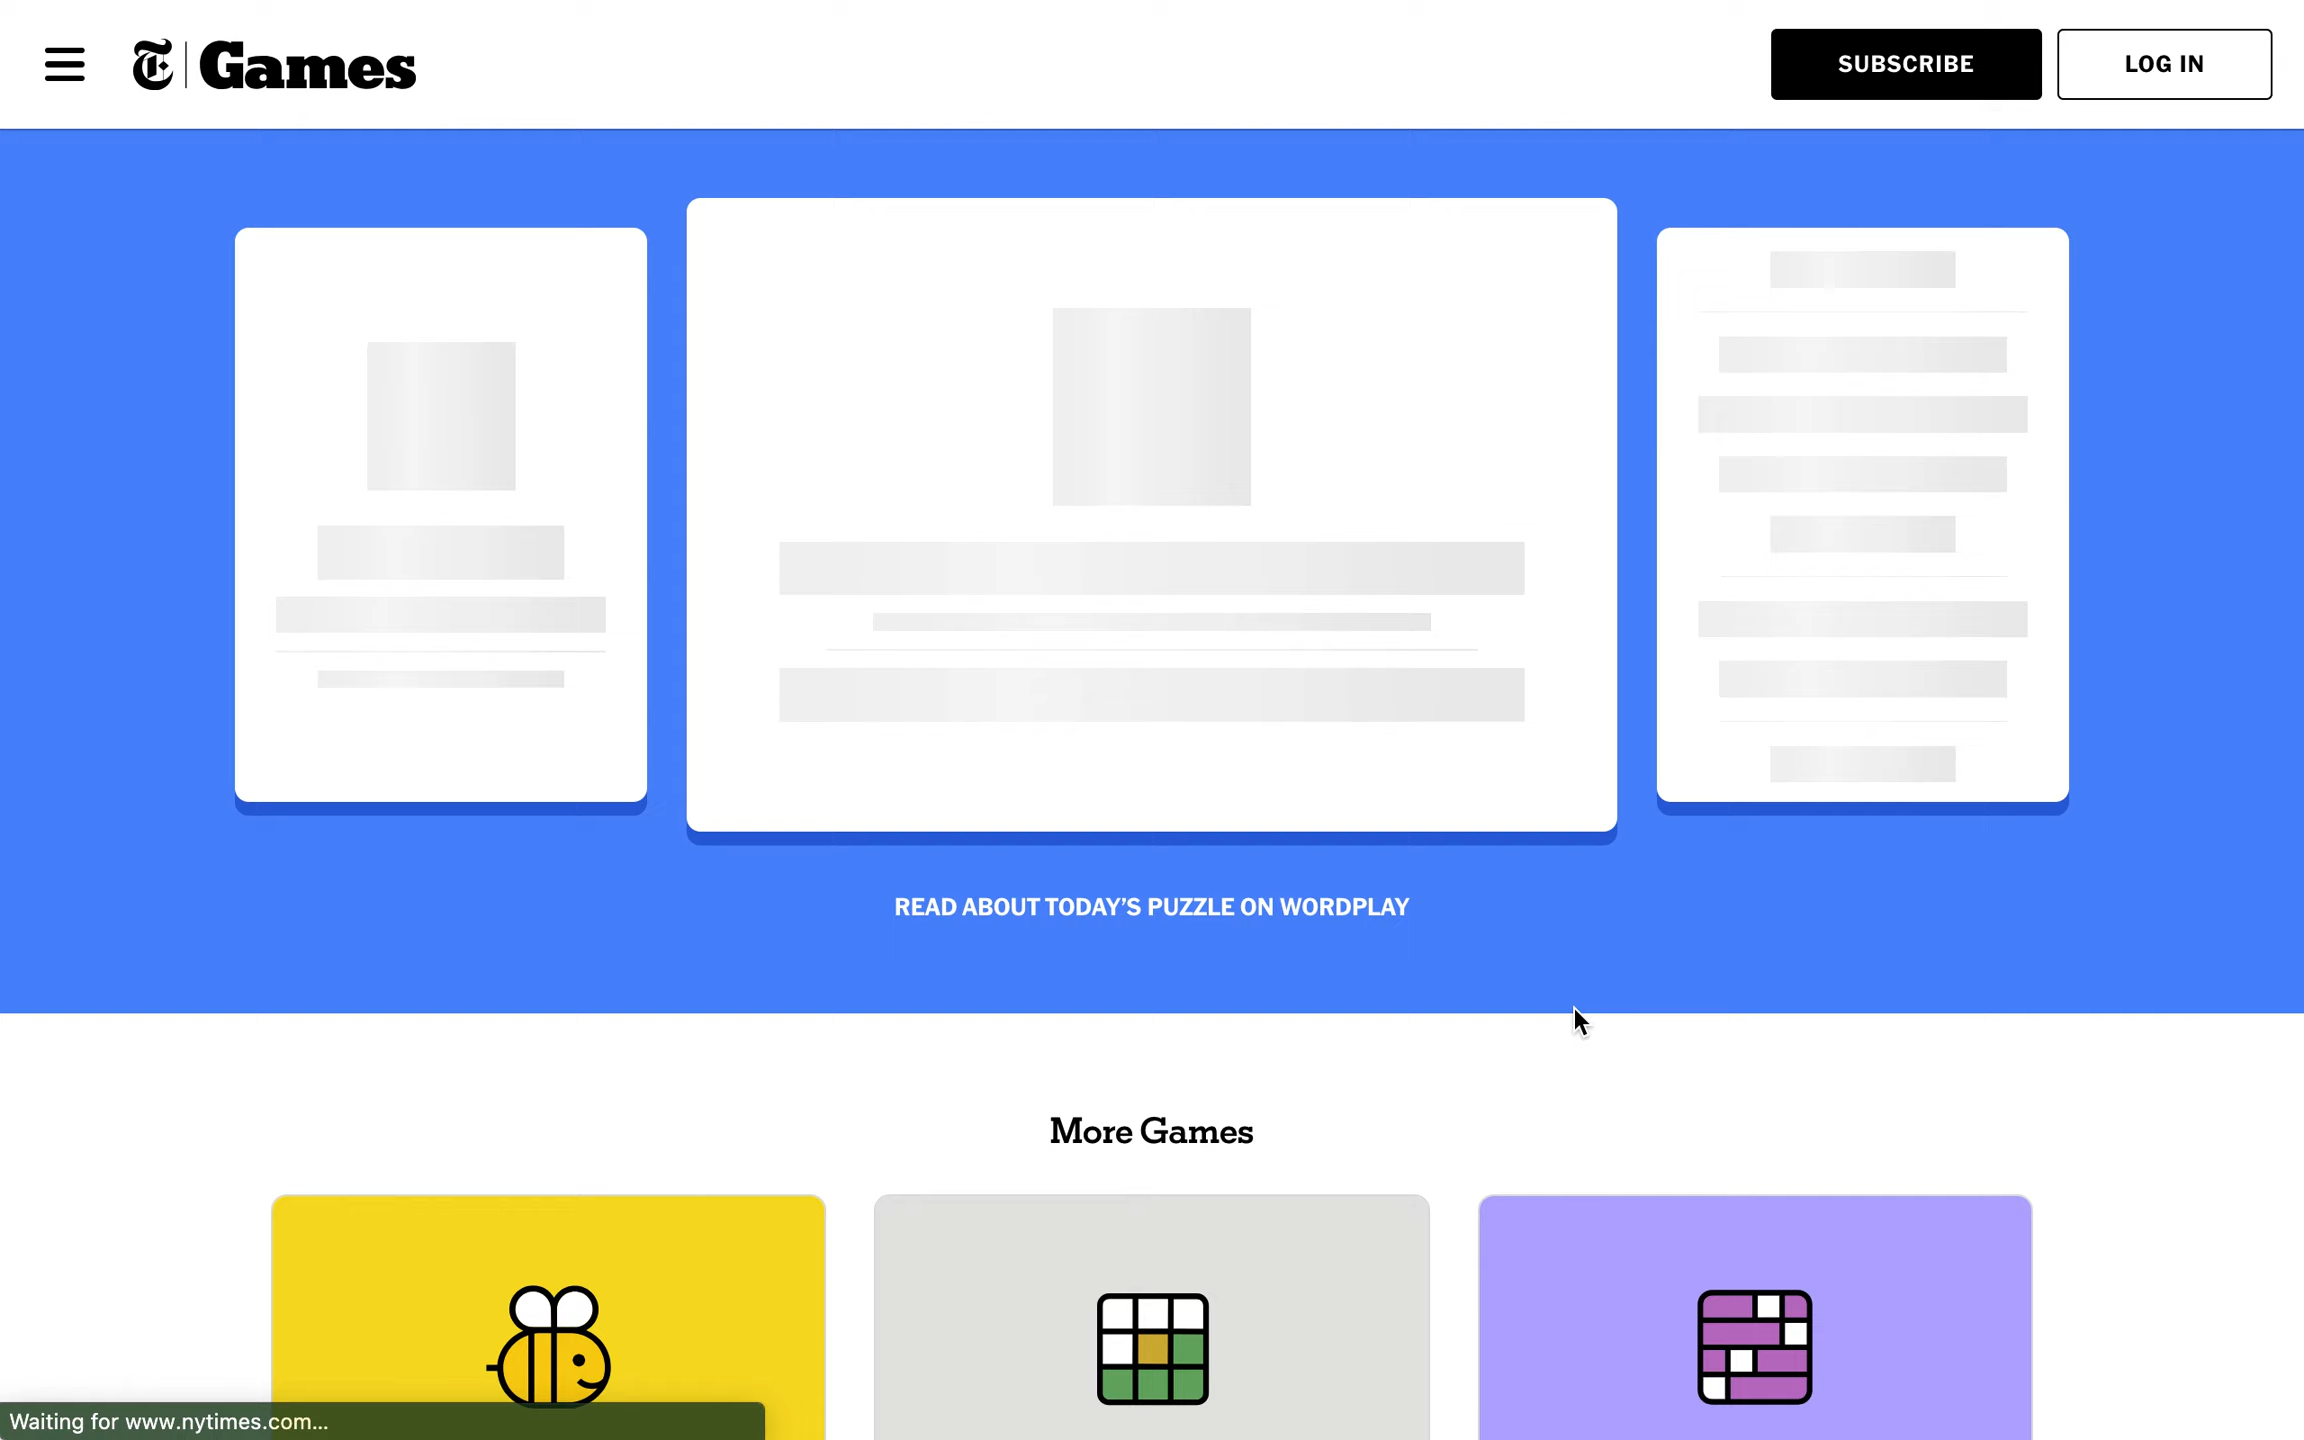 T Games
SUBSCRIBE
LOG IN
READ ABOUT TODAY’S PUZZLE ON WORDPLAY
More Games
Waiting for www.nytimes.com...